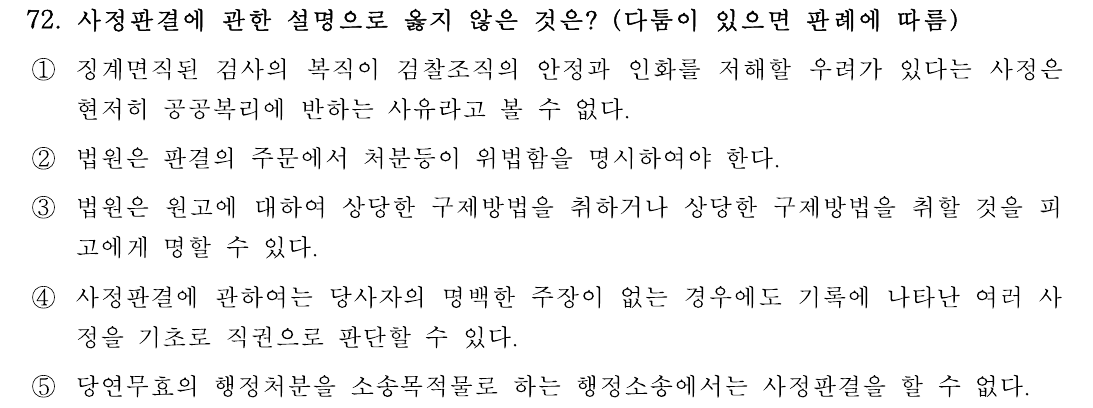 72. 사정판결에 관한 설명으로 옳지 않은 것은? (다툼이 있으면 판례에 따름)
① 징계면직된 검사의 복직이 검찰조직의 안정과 인화를 저해할 우려가 있다는 사정은
현저히 공공복리에 반하는 사유라고 볼 수 없다.
② 법원은 판결의 주문에서 처분등이 위법함을 명시하여야 한다.
③ 법원은 원고에 대하여 상당한 구제방법을 취하거나 상당한 구제방법을 취할 것을 피
고에게 명할 수 있다.
④ 사정판결에 관하여는 당사자의 명백한 주장이 없는 경우에도 기록에 나타난 여러 사
정을 기초로 직권으로 판단할 수 있다.
⑤ 당연무효의 행정처분을 소송목적물로 하는 행정소송에서는 사정판결을 할 수 없다.